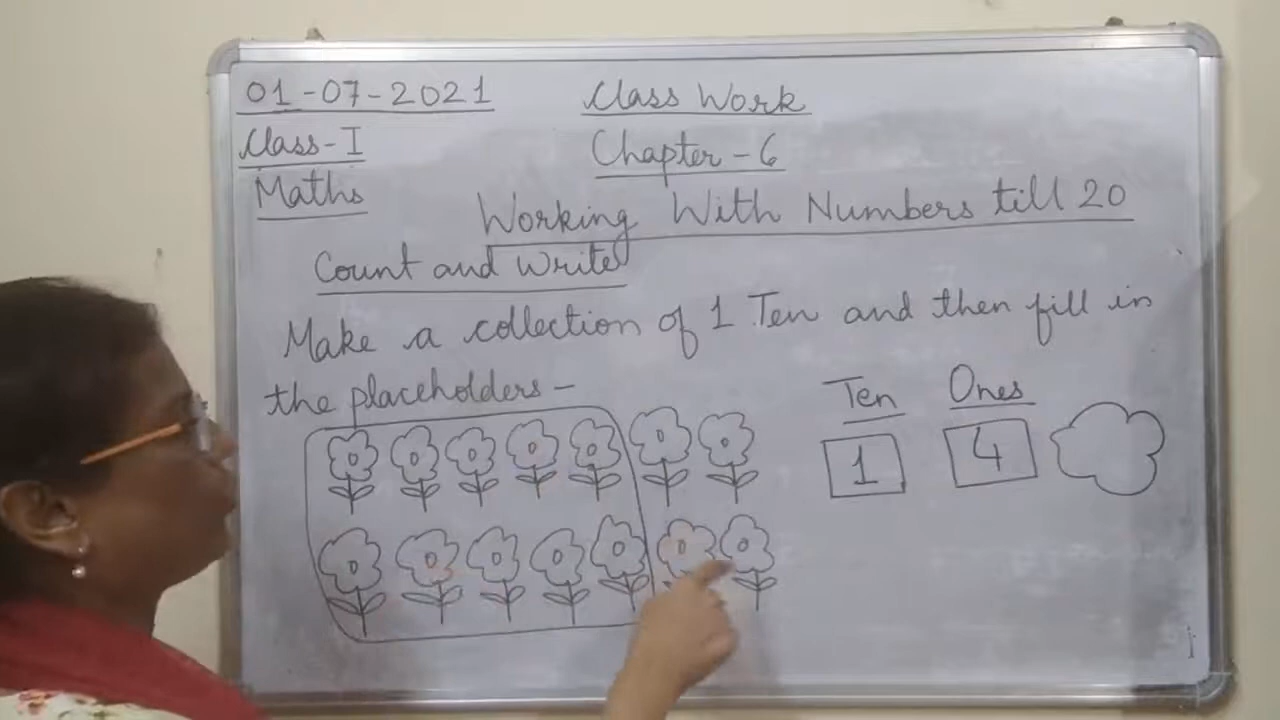 01-07-2021
Class Work
Class-I
Chapter-6
Maths
Working With Numbers till 20
Count and Write
Make a collection of 1 Ten and then fill in
the placeholders-
Ten Ones
1 4